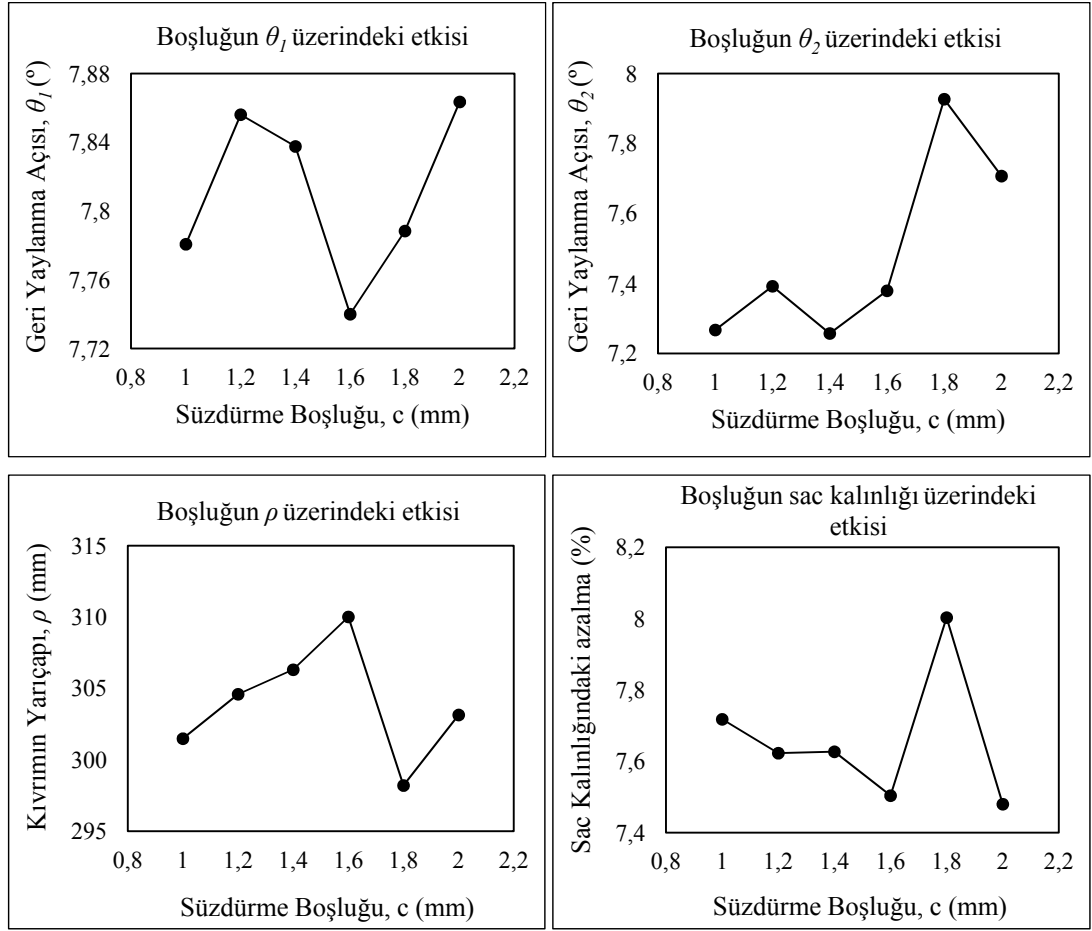 Boşluğun θ1 üzerindeki etkisi
Geri Yaylanma Açısı, θ1 (º)
7,88
7,84
7,8
7,76
7,72
0,8 1 1,2 1,4 1,6 1,8 2 2,2
Süzdürme Boşluğu, c (mm)
Boşluğun θ2 üzerindeki etkisi
Geri Yaylanma Açısı, θ2 (º)
8
7,8
7,6
7,4
7,2
0,8 1 1,2 1,4 1,6 1,8 2 2,2
Süzdürme Boşluğu, c (mm)
Boşluğun ρ üzerindeki etkisi
Kıvrımın Yarıçapı, ρ (mm)
315
310
305
300
295
0,8 1 1,2 1,4 1,6 1,8 2 2,2
Süzdürme Boşluğu, c (mm)
Boşluğun sac kalınlığı üzerindeki
etkisi
Sac Kalınlığındaki azalma (%)
8,2
8
7,8
7,6
7,4
0,8 1 1,2 1,4 1,6 1,8 2 2,2
Süzdürme Boşluğu, c (mm)